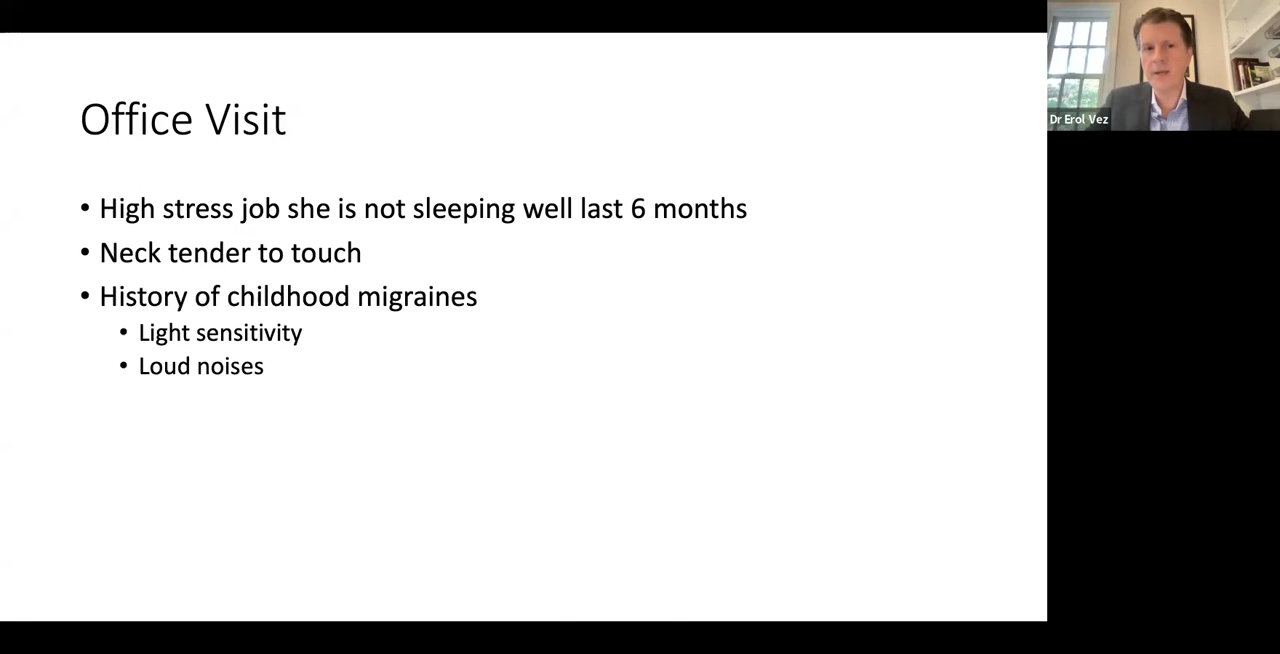 Office Visit
• High stress job she is not sleeping well last 6 months
• Neck tender to touch
• History of childhood migraines
• Light sensitivity
• Loud noises
Dr Erol Vez